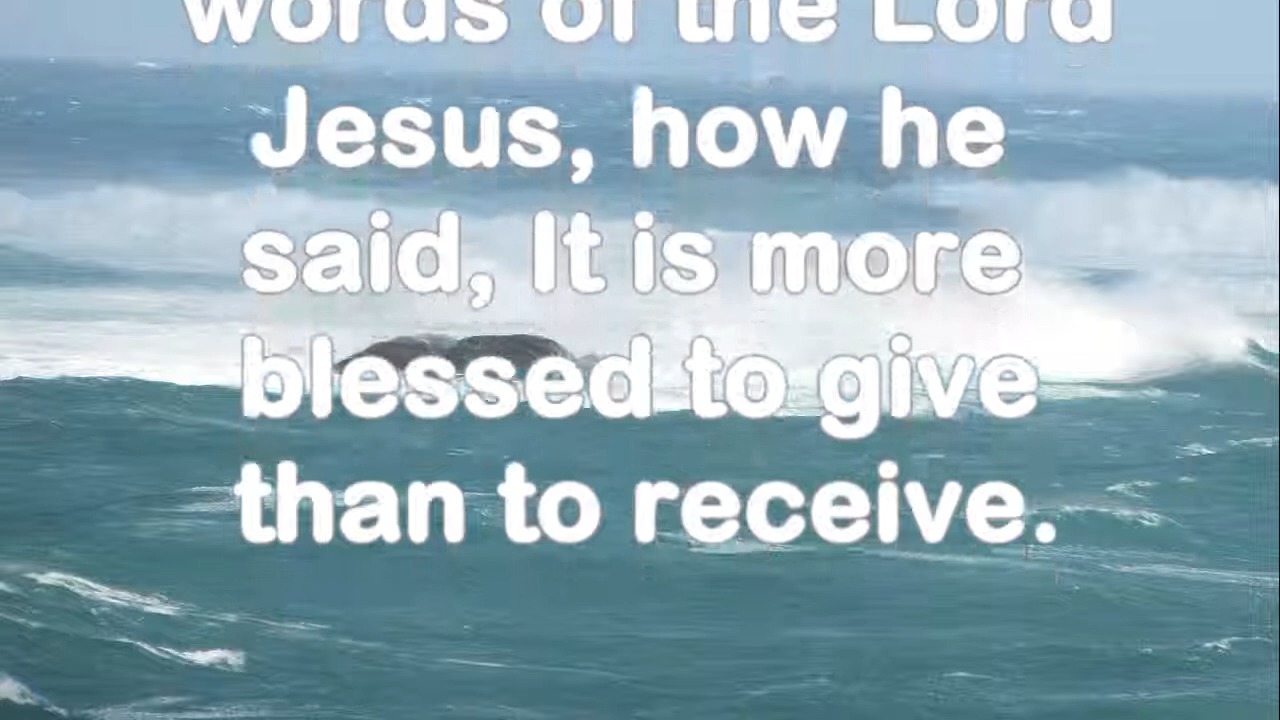 words of the Lord
Jesus, how he
said, It is more
blessed to give
than to receive.